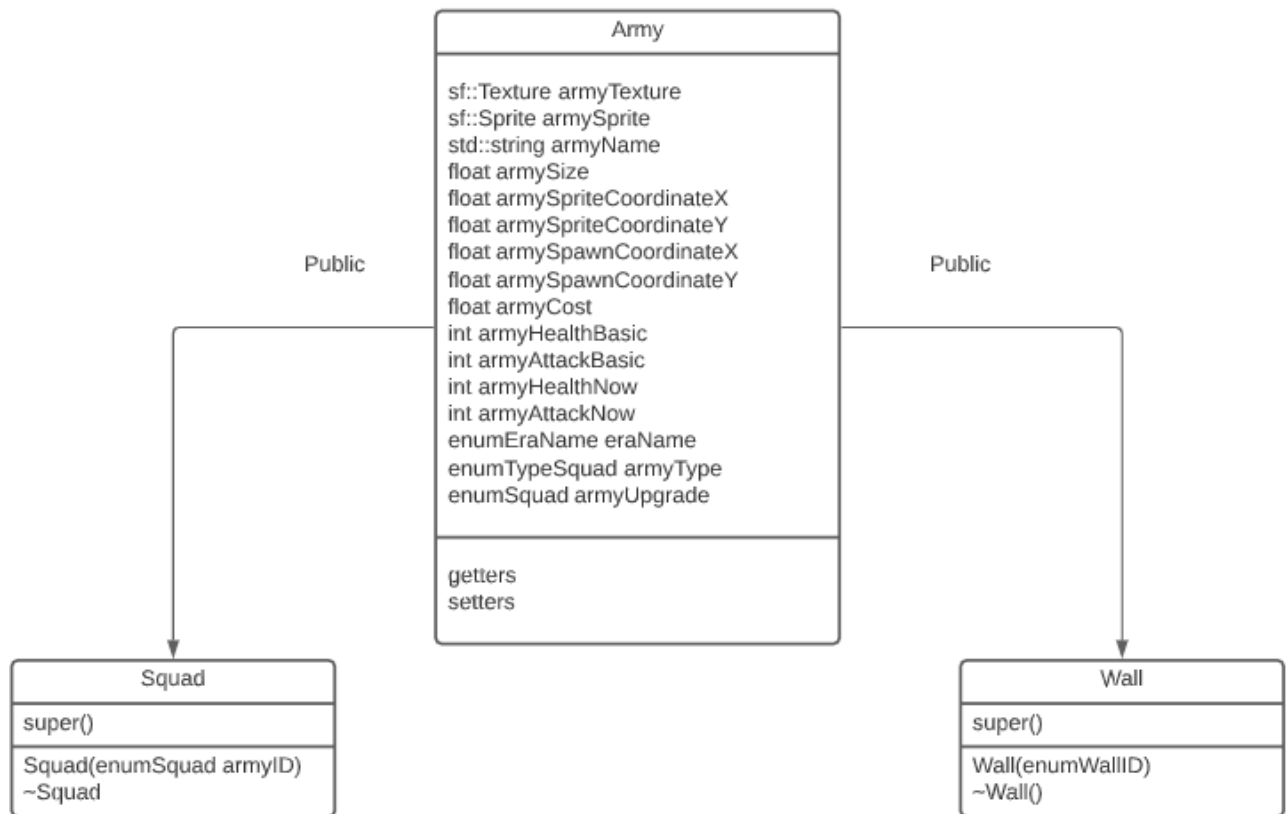 Army
sf::Texture armyTexture
sf::Sprite armySprite
std::string armyName
float armySize
float armySpriteCoordinateX
float armySpriteCoordinateY
float armySpawnCoordinateX
float armySpawnCoordinateY
float armyCost
int armyHealthBasic
int armyAttackBasic
int armyHealthNow
int armyAttackNow
enumEraName eraName
enumTypeSquad armyType
enumSquad armyUpgrade
getters
setters
Public
Public
Squad
super()
Squad(enumSquad armyID)
~Squad
Wall
super()
Wall(enumWallID)
~Wall()